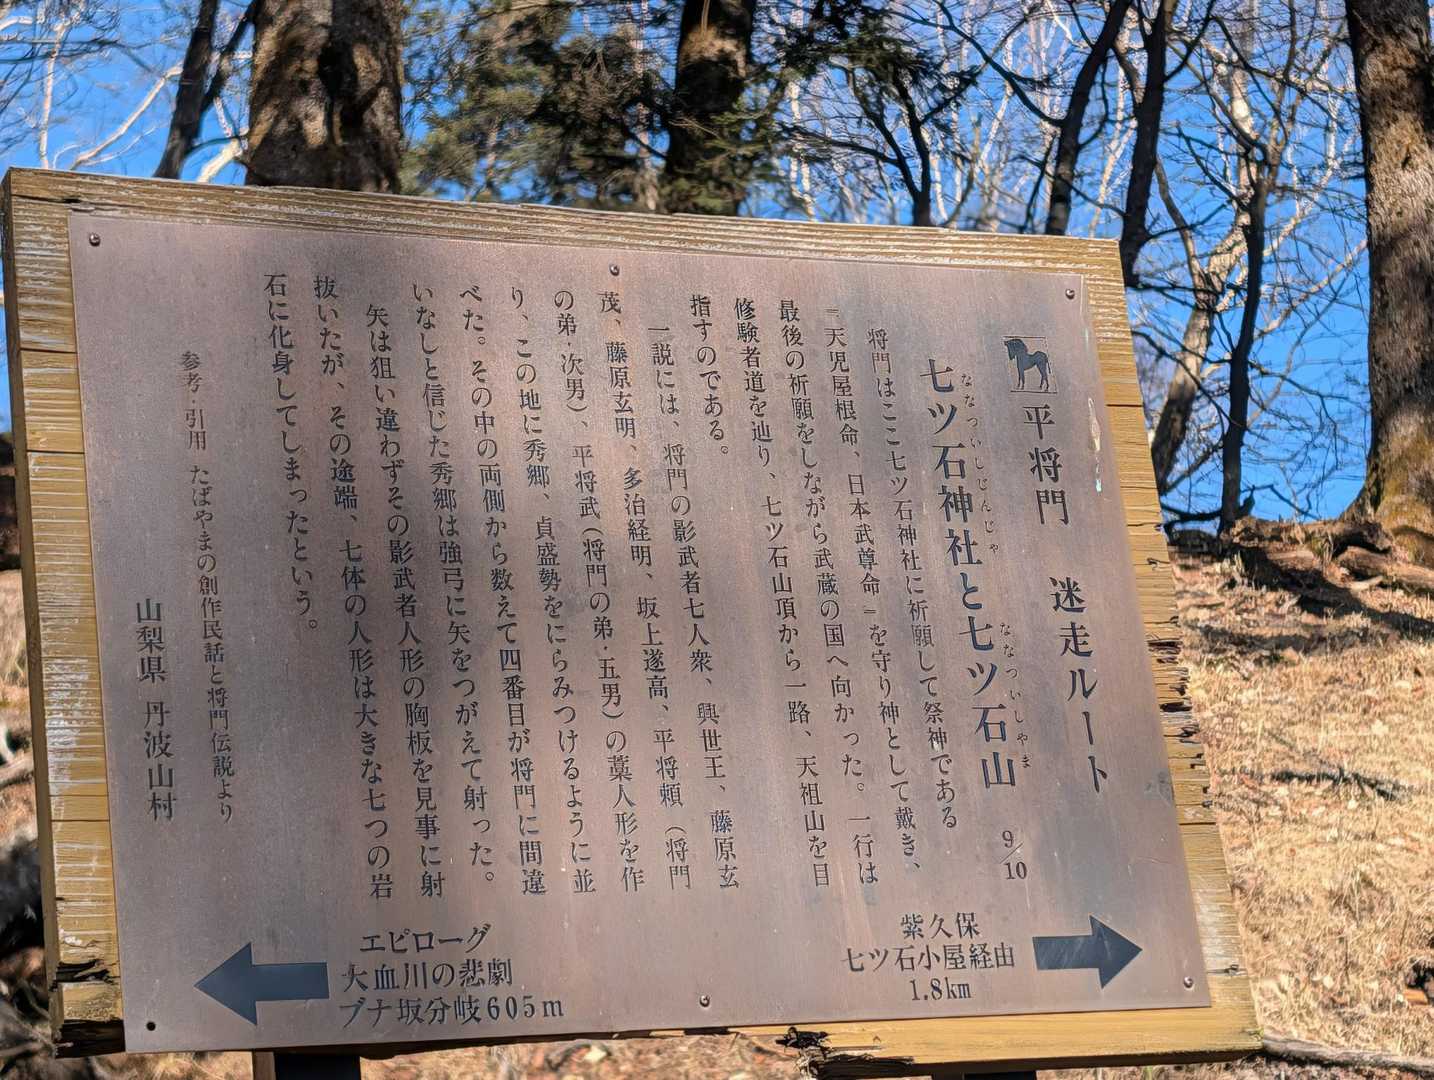 平将門 迷走ルート
七ツ石神社と七ツ石山 9/10
ななついしじんじゃ ななついしやま
将門はここ七ツ石神社に祈願して祭神である
=天児屋根命、日本武尊命=を守り神として戴き、
最後の祈願をしながら武蔵の国へ向かった。一行は
修験者道を辿り、七ツ石山頂から一路、天祖山を目
指すのである。
一説には、将門の影武者七人衆、興世王、藤原玄
茂、藤原玄明、多治経明、坂上遂高、平将頼（将門
の弟・次男）、平将武（将門の弟・五男）の藁人形を作
り、この地に秀郷、貞盛勢をにらみつけるように並
べた。その中の両側から数えて四番目が将門に間違
いなしと信じた秀郷は強弓に矢をつがえて射った。
矢は狙い違わずその影武者人形の胸板を見事に射
抜いたが、その途端、七体の人形は大きな七つの岩
石に化身してしまったという。
参考・引用 たばやまの創作民話と将門伝説より
山梨県 丹波山村
紫久保
七ツ石小屋経由
1.8km
エピローグ
大血川の悲劇
ブナ坂分岐605m